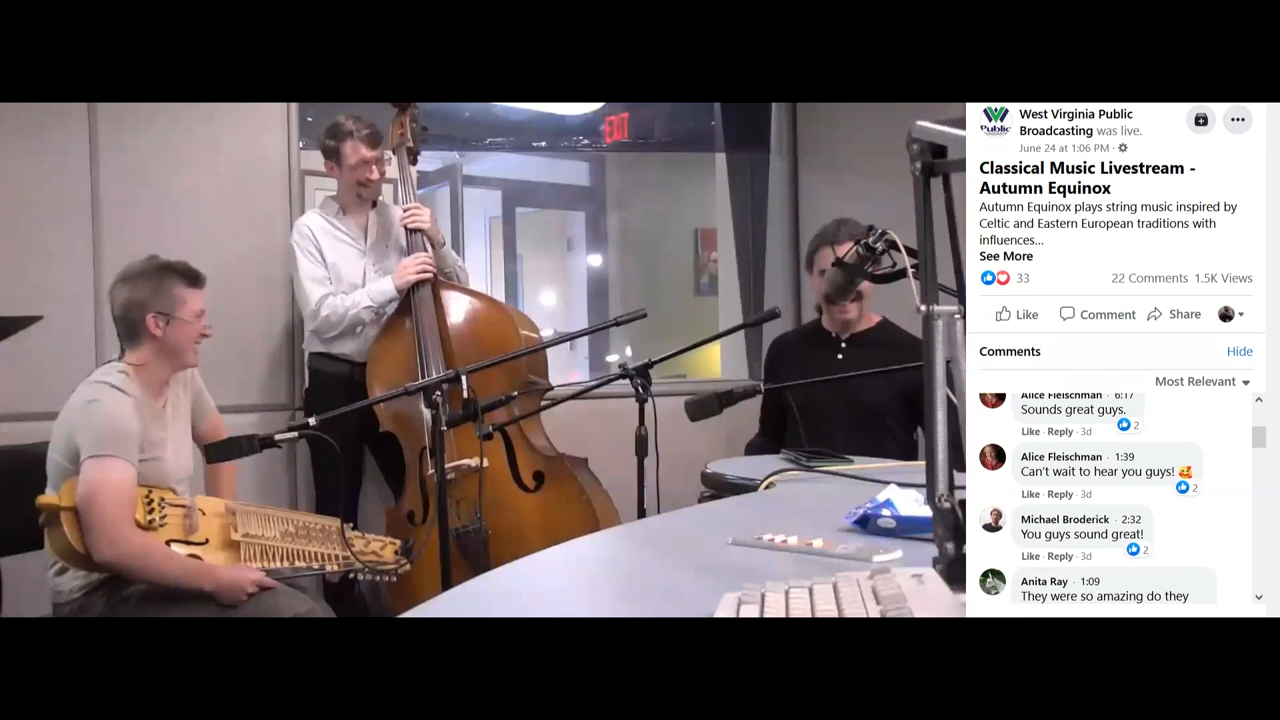 EXIT
Public
West Virginia Public
Broadcasting was live.
June 24 at 1:06 PM ·
Classical Music Livestream -
Autumn Equinox
Autumn Equinox plays string music inspired by
Celtic and Eastern European traditions with
influences...
See More
33
22 Comments 1.5K Views
Like
Comment
Share
Comments
Hide
Most Relevant
Alice Fleischman · 6:17
Sounds great guys.
2
Like · Reply · 3d
Alice Fleischman · 1:39
Can't wait to hear you guys! 🥰
2
Like · Reply · 3d
Michael Broderick · 2:32
You guys sound great!
2
Like · Reply · 3d
Anita Ray · 1:09
They were so amazing do they